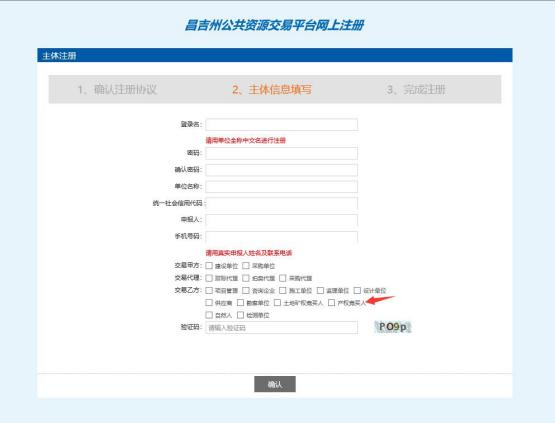 昌吉州公共资源交易平台网上注册
主体注册
1、确认注册协议 2、主体信息填写 3、完成注册
登录名:
请用单位全称中文名进行注册
密码:
确认密码:
单位名称:
统一社会信用代码:
申报人:
手机号码:
请用真实申报人姓名及联系电话
交易甲方: 建设单位 采购单位
交易代理: 招标代理 拍卖代理 采购代理
交易乙方: 项目管理 咨询企业 施工单位 监理单位 设计单位
供应商 勘察单位 土地矿权竞买人 产权竞买人
自然人 检测单位
验证码: 请输入验证码 PO9p
确认